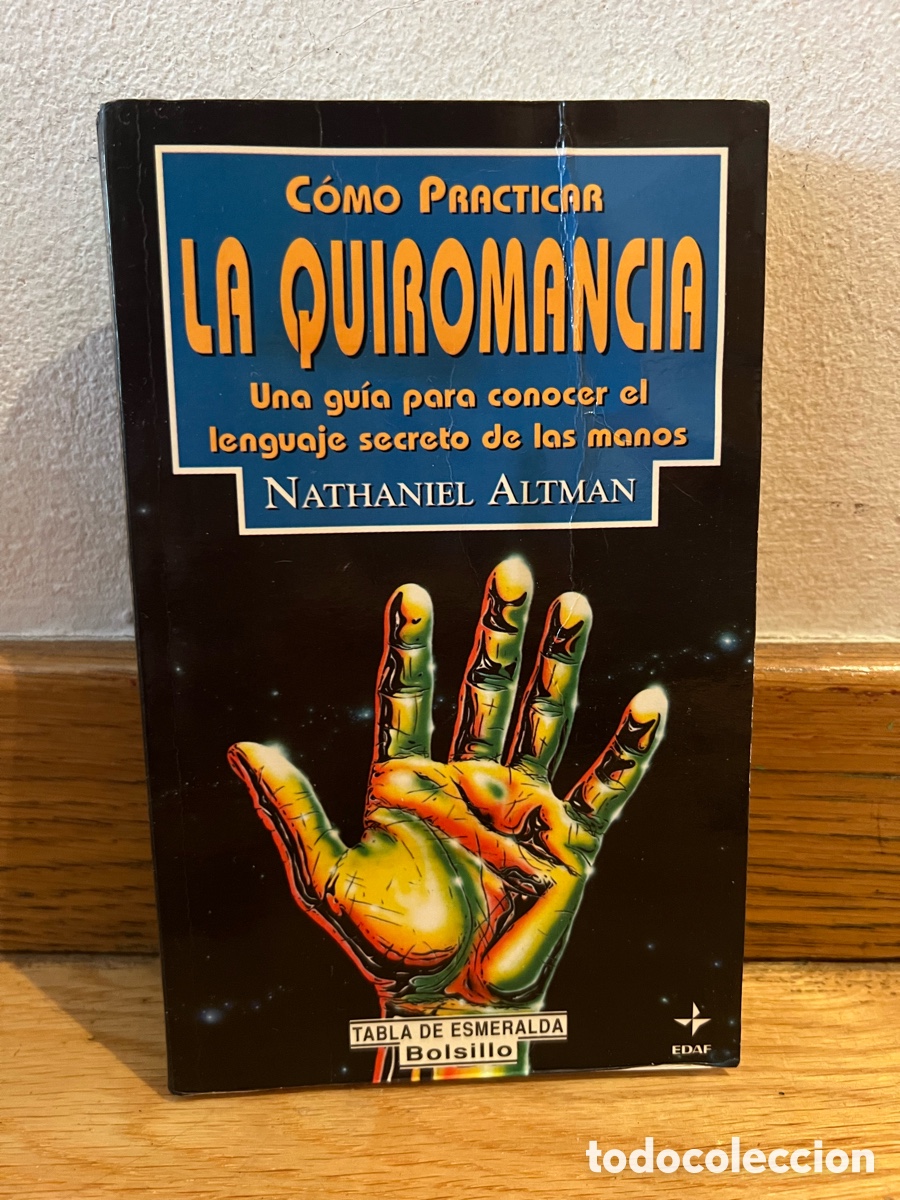 CÓMO PRACTICAR
LA QUIROMANCIA
Una guía para conocer el
lenguaje secreto de las manos
NATHANIEL ALTMAN
TABLA DE ESMERALDA
Bolsillo
EDAF
todocoleccion